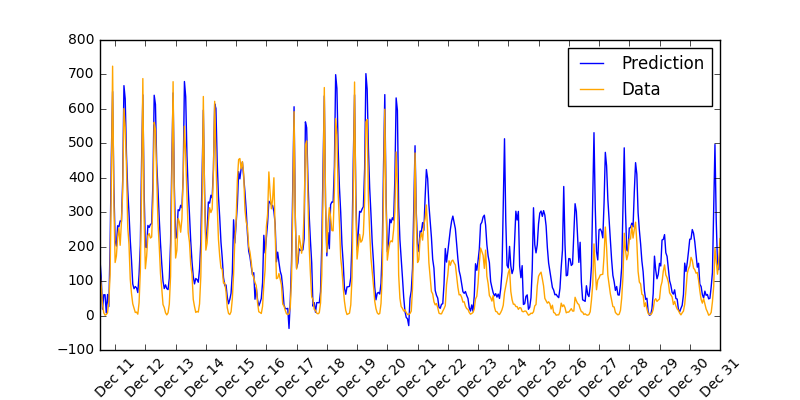 800
700
600
500
400
300
200
100
0
−100
Prediction
Data
Dec 11
Dec 12
Dec 13
Dec 14
Dec 15
Dec 16
Dec 17
Dec 18
Dec 19
Dec 20
Dec 21
Dec 22
Dec 23
Dec 24
Dec 25
Dec 26
Dec 27
Dec 28
Dec 29
Dec 30
Dec 31